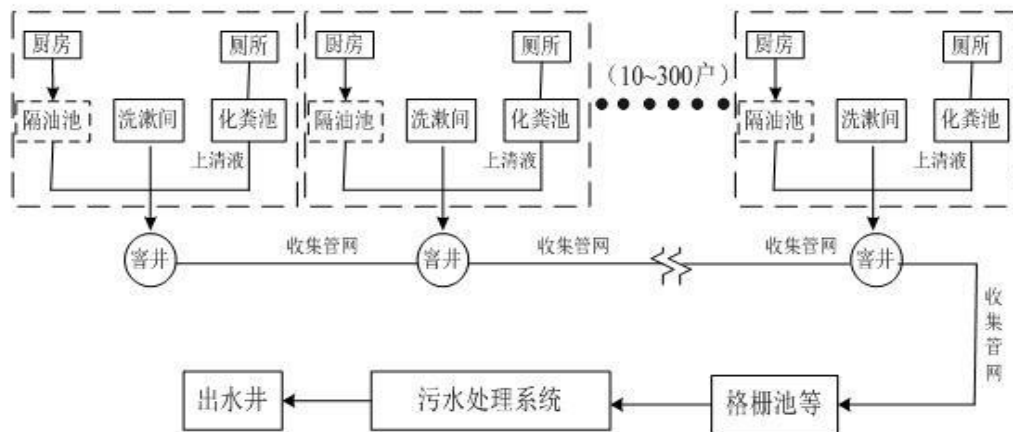 厨房
厕所
厨房
厕所
(10~300户)
厨房
厕所
隔油池
洗漱间
化粪池
隔油池
洗漱间
化粪池
隔油池
洗漱间
化粪池
上清液
上清液
上清液
窖井
收集管网
窖井
收集管网
收集管网
窖井
收集管网
出水井
污水处理系统
格栅池等